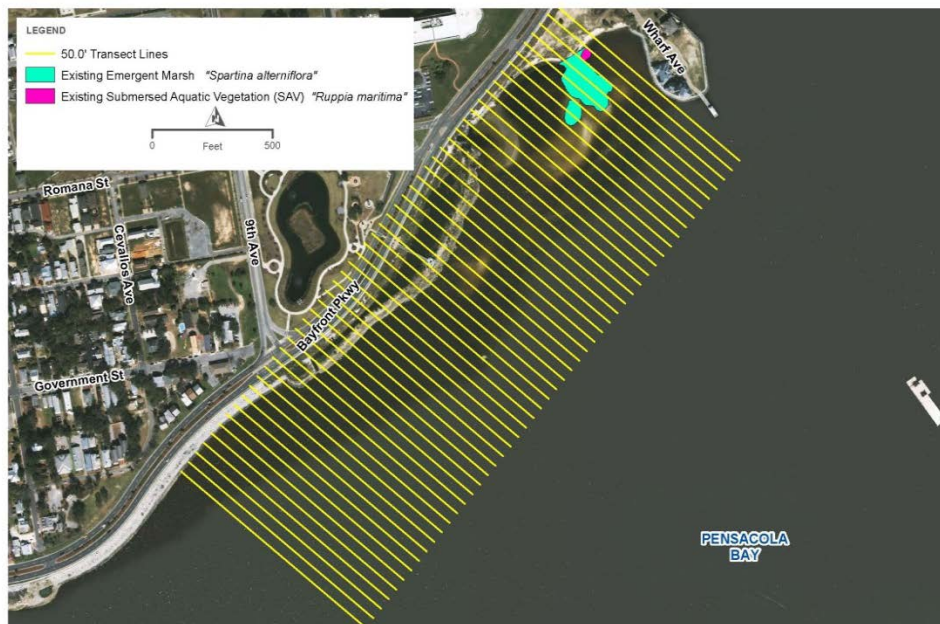 LEGEND
50.0' Transect Lines
Existing Emergent Marsh "Spartina alterniflora"
Existing Submersed Aquatic Vegetation (SAV) "Ruppia maritima"
N
0 Feet 500
Wharf Ave
Romana St
Cevallos Ave
9th Ave
Bayfront Pkwy
Government St
PENSACOLA
BAY